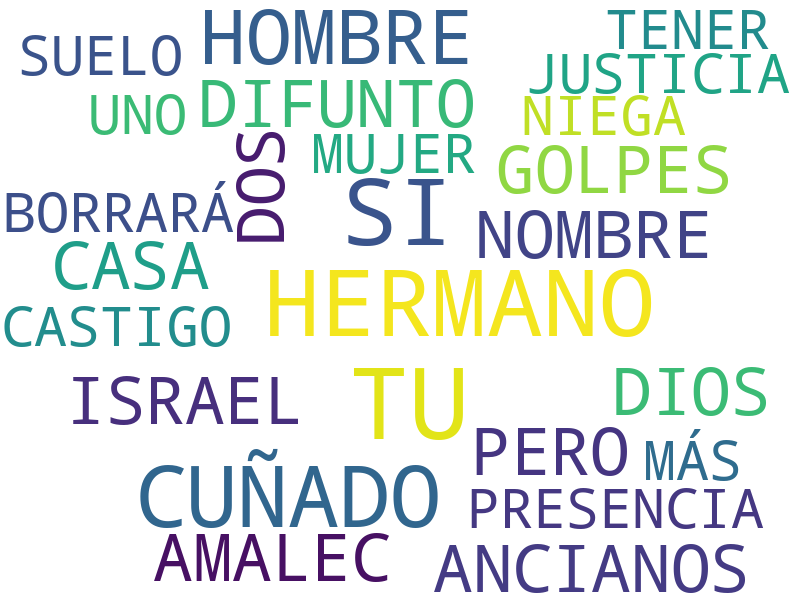 SUELO
HOMBRE
TENER
JUSTICIA
UNO
DIFUNTO
NIEGA
DOS
MUJER
GOLPES
BORRARÁ
SI
NOMBRE
CASA
HERMANO
CASTIGO
TU
ISRAEL
DIOS
PERO
MÁS
CUÑADO
PRESENCIA
AMALEC
ANCIANOS